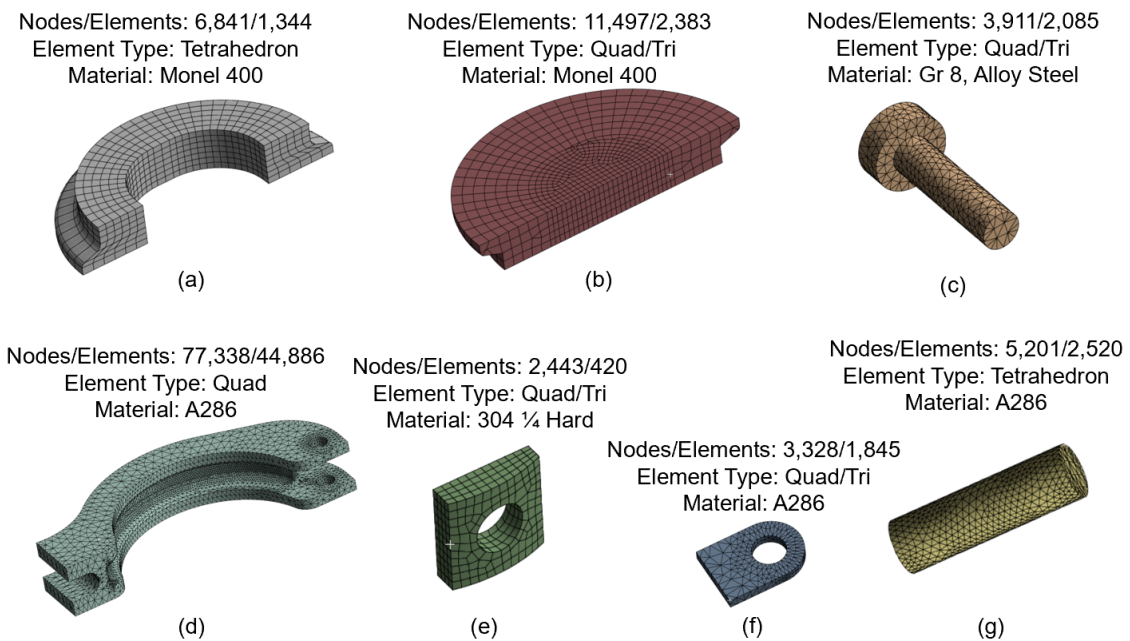 Nodes/Elements: 6,841/1,344
Element Type: Tetrahedron
Material: Monel 400
(a)
Nodes/Elements: 11,497/2,383
Element Type: Quad/Tri
Material: Monel 400
(b)
Nodes/Elements: 3,911/2,085
Element Type: Quad/Tri
Material: Gr 8, Alloy Steel
(c)
Nodes/Elements: 77,338/44,886
Element Type: Quad
Material: A286
(d)
Nodes/Elements: 2,443/420
Element Type: Quad/Tri
Material: 304 ¼ Hard
(e)
Nodes/Elements: 3,328/1,845
Element Type: Quad/Tri
Material: A286
(f)
Nodes/Elements: 5,201/2,520
Element Type: Tetrahedron
Material: A286
(g)